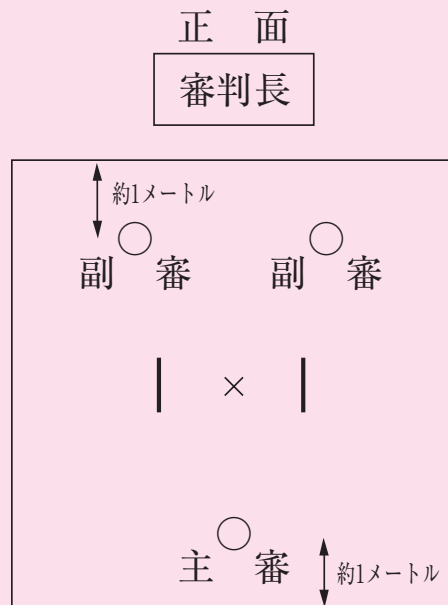 正　面
審判長
約1メートル
副　審
副　審
×
主　審
約1メートル